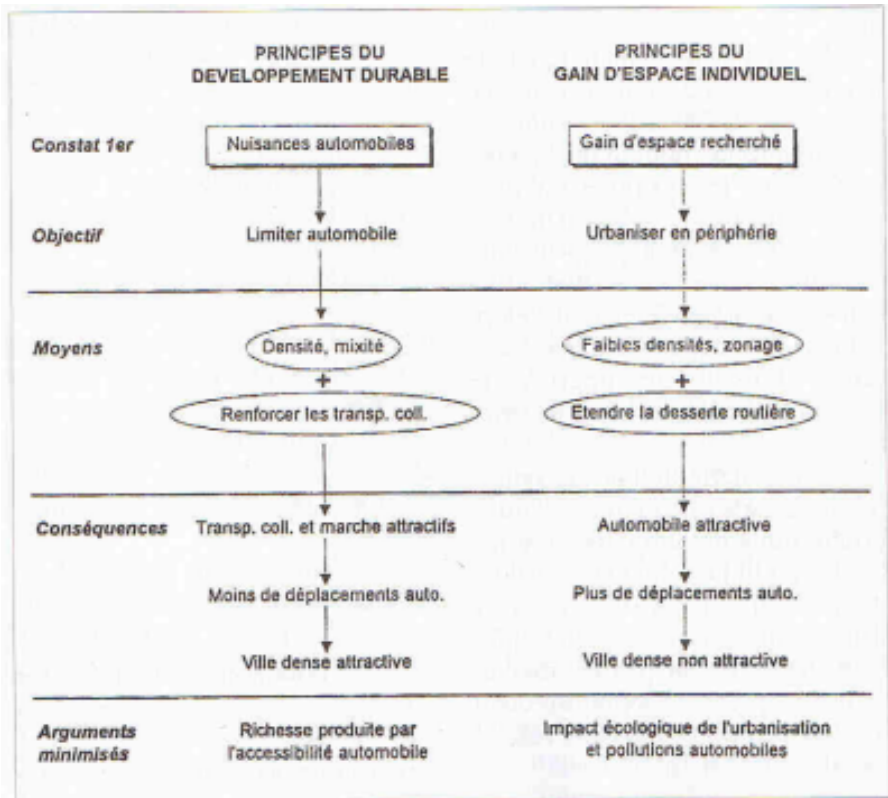 PRINCIPES DU
DEVELOPPEMENT DURABLE
PRINCIPES DU
GAIN D'ESPACE INDIVIDUEL
Constat 1er
Nuisances automobiles
Gain d'espace recherché
Objectif
Limiter automobile
Urbaniser en périphérie
Moyens
Densité, mixité
Faibles densités, zonage
+
+
Renforcer les transp. coll.
Etendre la desserte routière
Conséquences
Transp. coll. et marche attractifs
Automobile attractive
Moins de déplacements auto.
Plus de déplacements auto.
Ville dense attractive
Ville dense non attractive
Arguments
minimisés
Richesse produite par
l'accessibilité automobile
Impact écologique de l'urbanisation
et pollutions automobiles